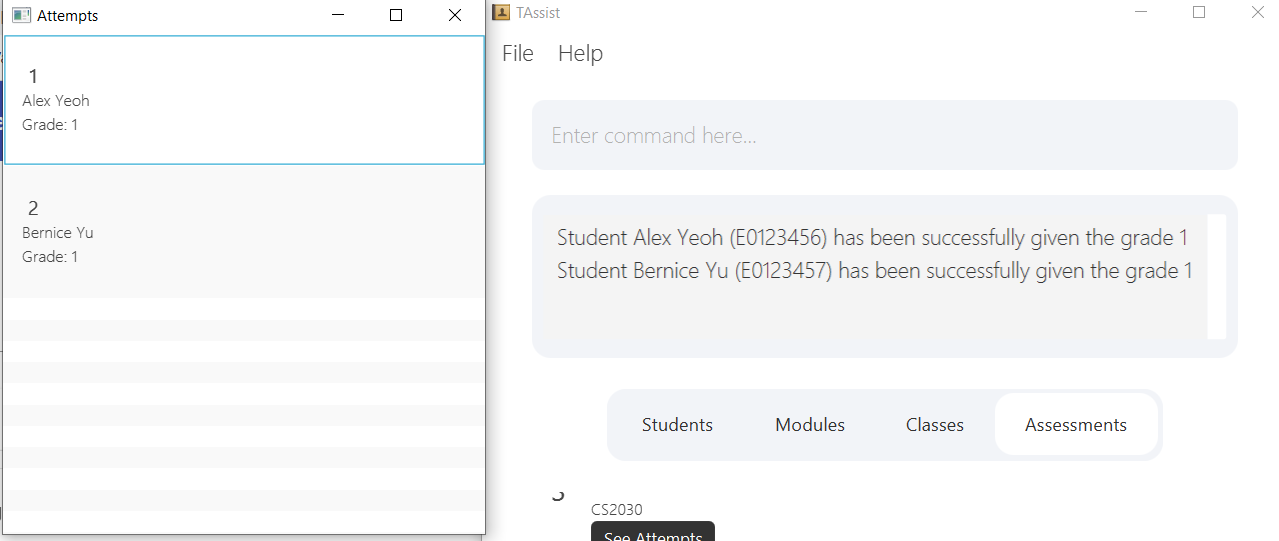 Attempts
1
Alex Yeoh
Grade: 1
2
Bernice Yu
Grade: 1
TAssist
File Help
Enter command here...
Student Alex Yeoh (E0123456) has been successfully given the grade 1
Student Bernice Yu (E0123457) has been successfully given the grade 1
Students Modules Classes Assessments
CS2030
See Attempts